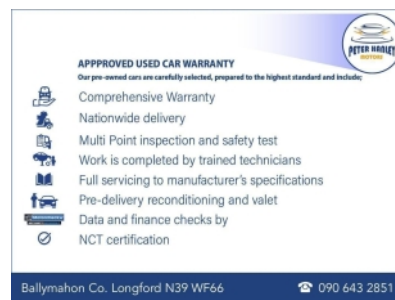 PETER HANLEY
MOTORS
APPPROVED USED CAR WARRANTY
Our pre-owned cars are carefully selected, prepared to the highest standard and include;
Comprehensive Warranty
Nationwide delivery
Multi Point inspection and safety test
Work is completed by trained technicians
Full servicing to manufacturer's specifications
Pre-delivery reconditioning and valet
Data and finance checks by
NCT certification
Ballymahon Co. Longford N39 WF66
090 643 2851